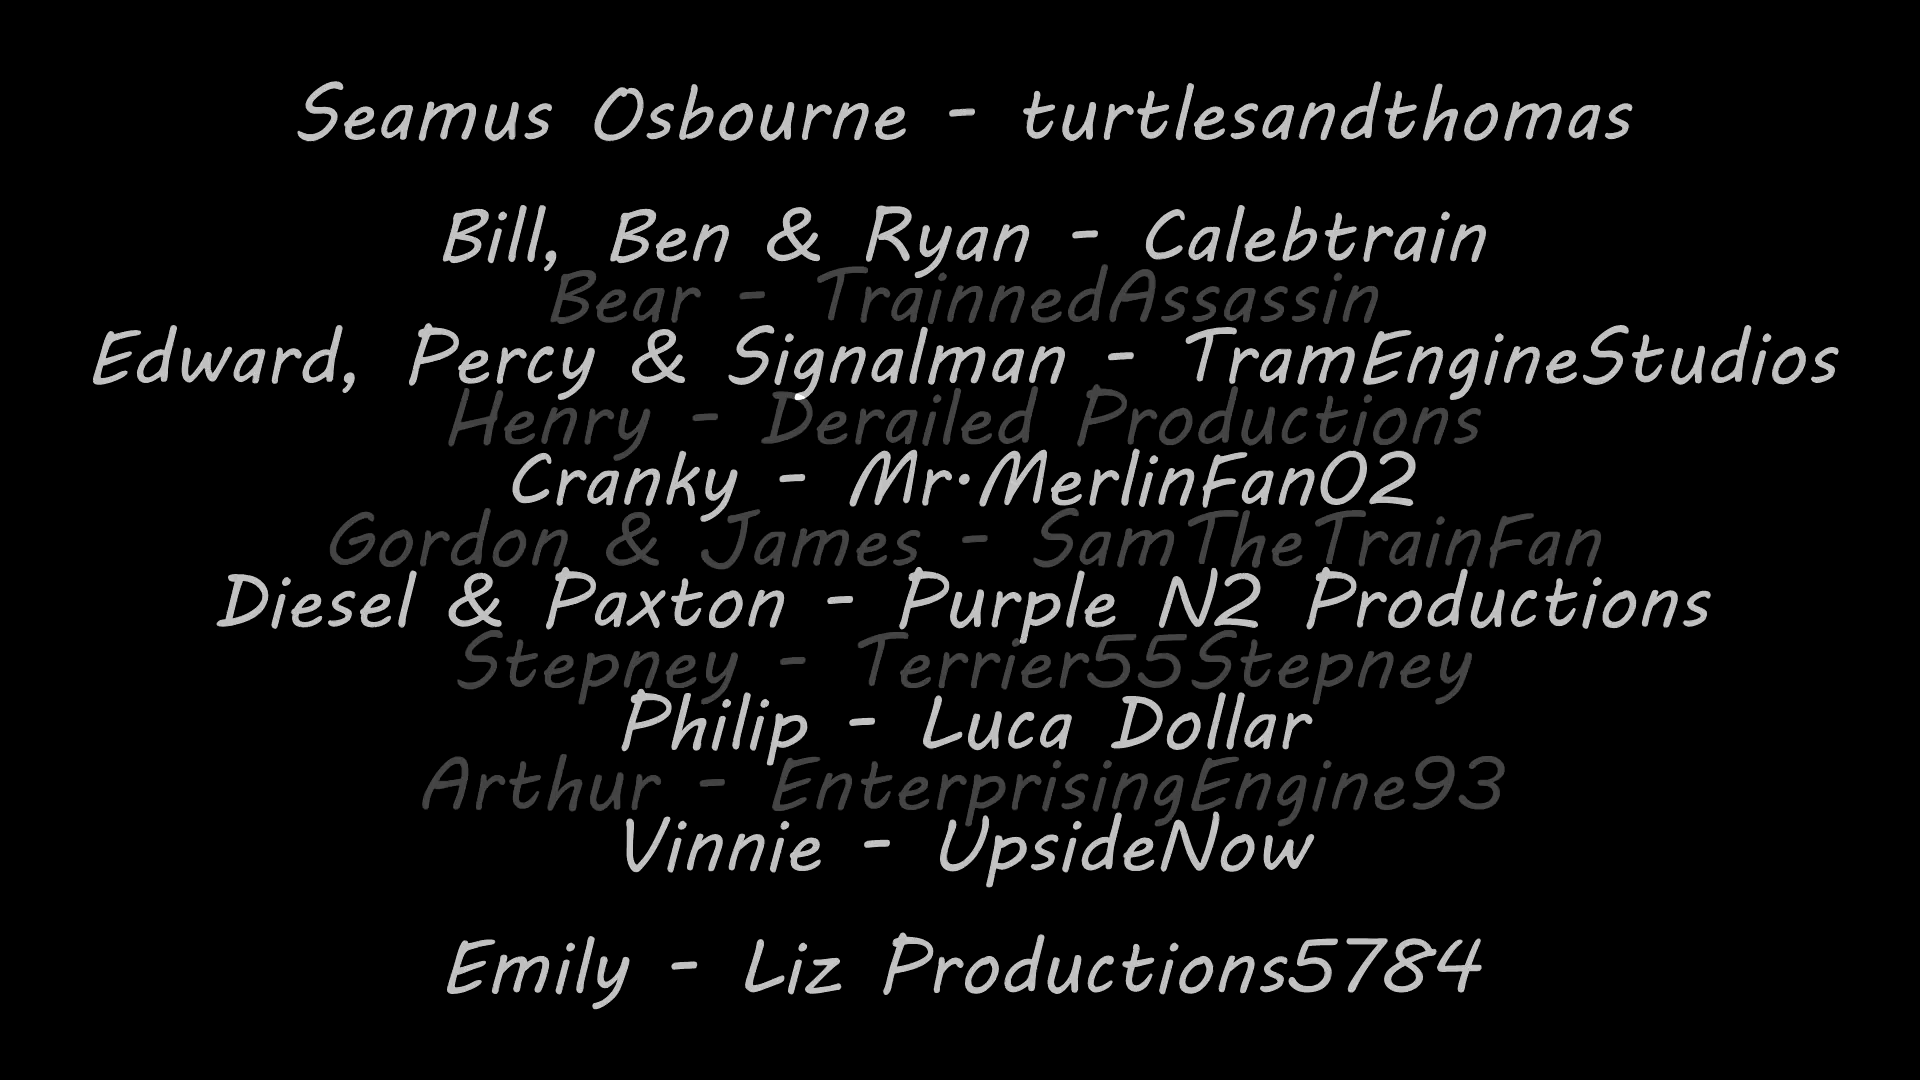 Seamus Osbourne - turtlesandthomas
Bill, Ben & Ryan - Calebtrain
Bear - TrainnedAssassin
Edward, Percy & Signalman - TramEngineStudios
Henry - Derailed Productions
Cranky - Mr.MerlinFan02
Gordon & James - SamTheTrainFan
Diesel & Paxton - Purple N2 Productions
Stepney - Terrier55Stepney
Philip - Luca Dollar
Arthur - EnterprisingEngine93
Vinnie - UpsideNow
Emily - Liz Productions5784